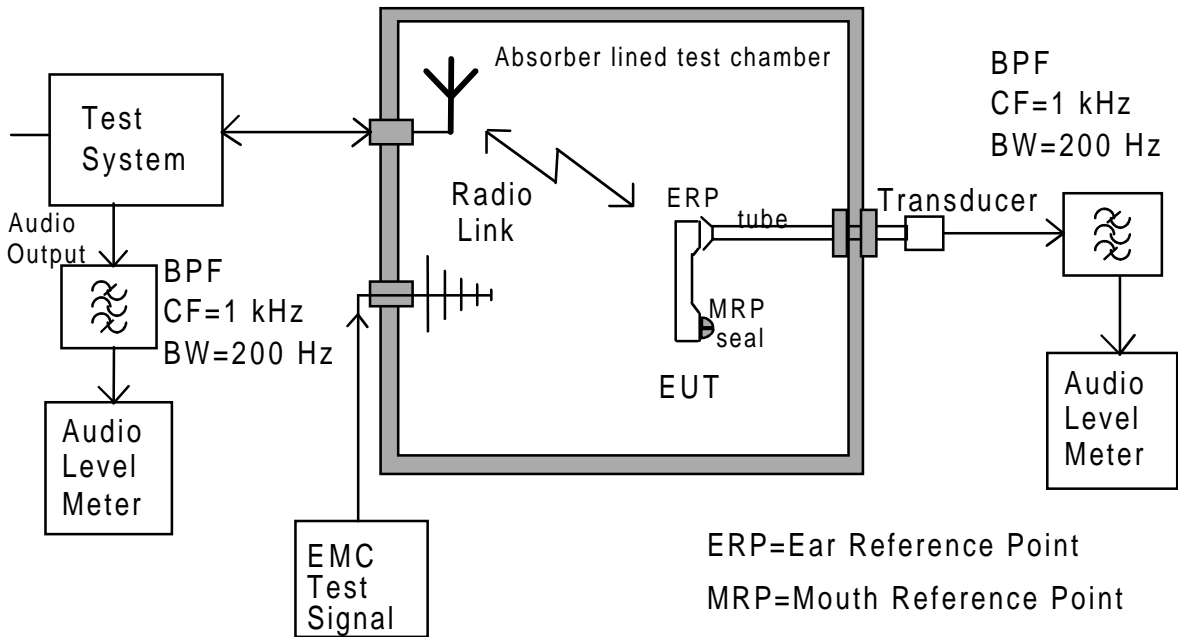 Absorber lined test chamber
Test
System
BPF
CF=1 kHz
BW=200 Hz
Radio
Link
ERP
tube
Transducer
Audio
Output
BPF
CF=1 kHz
BW=200 Hz
MRP
seal
EUT
Audio
Level
Meter
Audio
Level
Meter
EMC
Test
Signal
ERP=Ear Reference Point
MRP=Mouth Reference Point